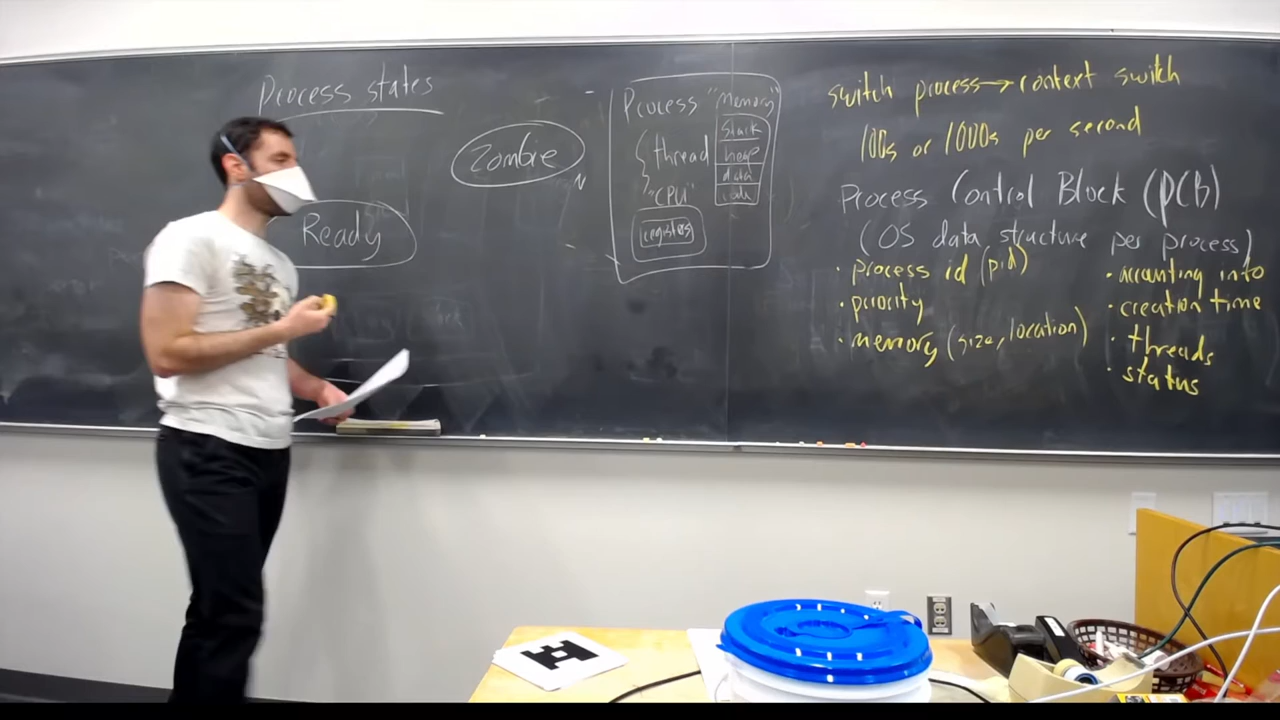 Process states
Zombie
Ready
Process "Memory"
thread
"CPU"
registers
stack
heap
data
code
switch process → context switch
100s or 1000s per second
Process Control Block (PCB)
(OS data structure per process)
· process id (pid)
· priority
· memory (size, location)
· accounting info
· creation time
· threads
· status